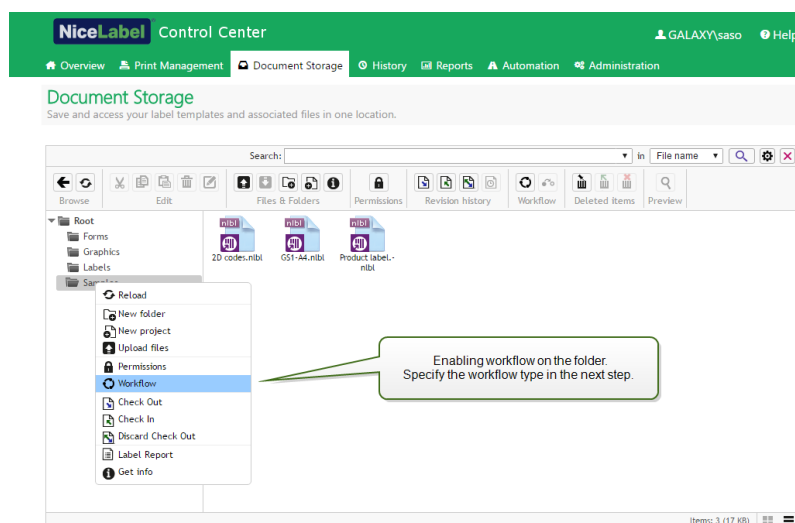 NiceLabel Control Center
GALAXY\saso Help
Overview Print Management Document Storage History Reports Automation Administration
Document Storage
Save and access your label templates and associated files in one location.
Search: in File name
Browse Edit Files & Folders Permissions Revision history Workflow Deleted items Preview
Root
Forms
Graphics
Labels
nlbl nlbl nlbl
2D codes.nlbl GS1-A4.nlbl Product label.-
nlbl
Reload
New folder
New project
Upload files
Permissions
Workflow
Check Out
Check In
Discard Check Out
Label Report
Get info
Enabling workflow on the folder.
Specify the workflow type in the next step.
Items: 3 (17 KB)